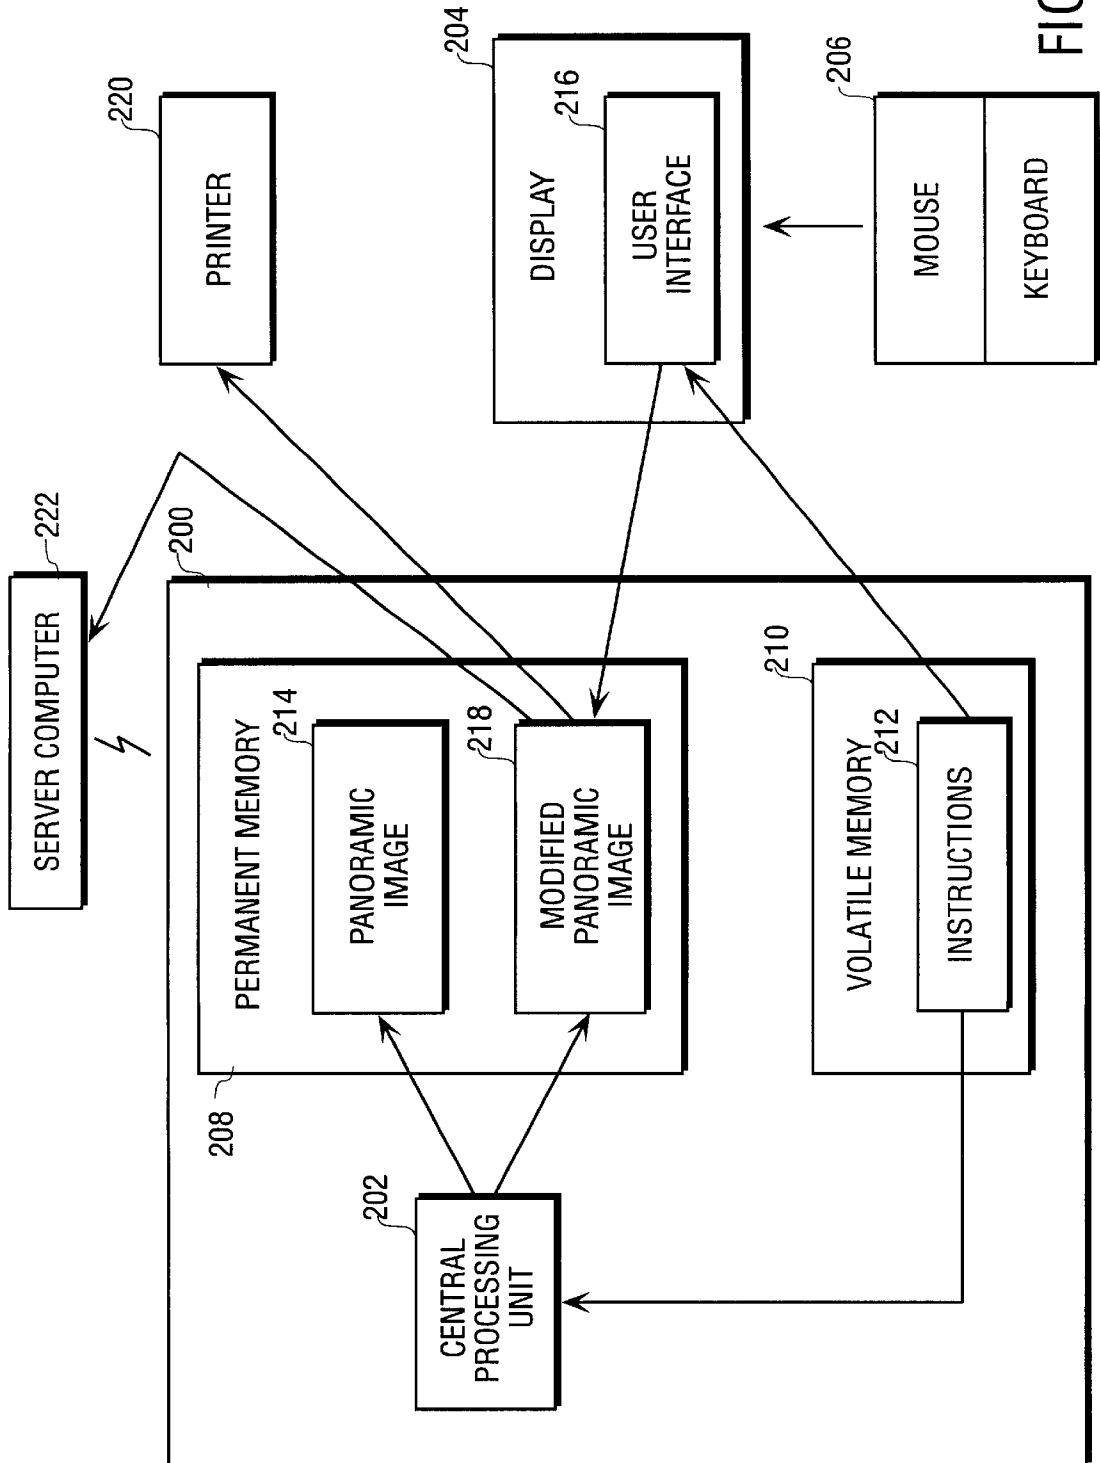 SERVER COMPUTER
222
220
PRINTER
200
204
DISPLAY
216
USER
INTERFACE
206
MOUSE
KEYBOARD
208
PERMANENT MEMORY
214
PANORAMIC
IMAGE
218
MODIFIED
PANORAMIC
IMAGE
202
CENTRAL
PROCESSING
UNIT
210
VOLATILE MEMORY
212
INSTRUCTIONS